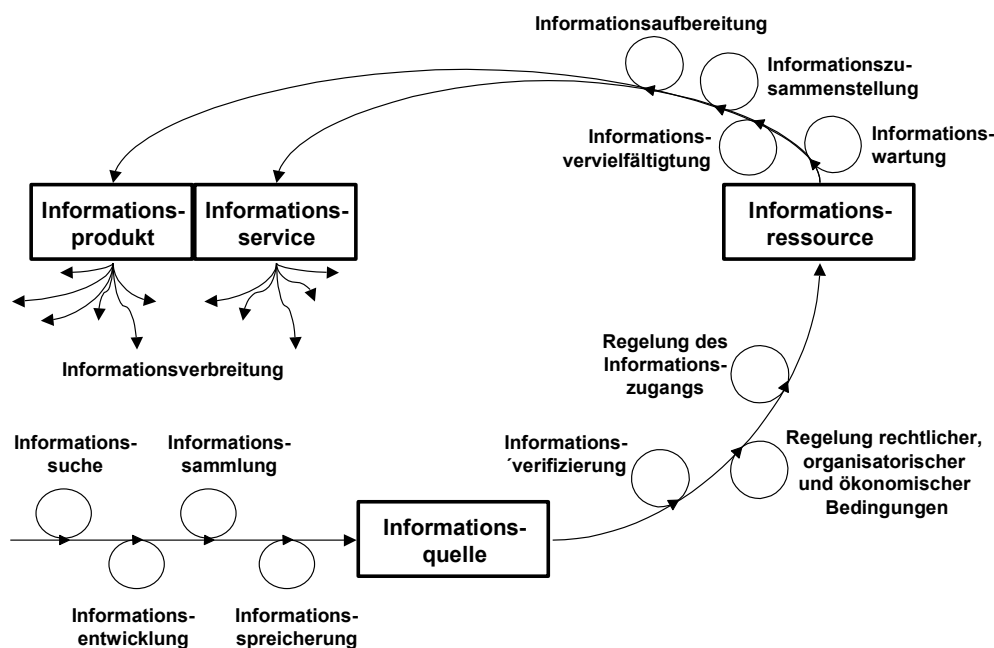 Informationsaufbereitung
Informationszu-
sammenstellung
Informations-
vervielfältigtung
Informations-
wartung
Informations-
produkt
Informations-
service
Informations-
ressource
Informationsverbreitung
Regelung des
Informations-
zugangs
Informations-
suche
Informations-
sammlung
Informations-
´verifizierung
Regelung rechtlicher,
organisatorischer
und ökonomischer
Bedingungen
Informations-
quelle
Informations-
entwicklung
Informations-
spreicherung